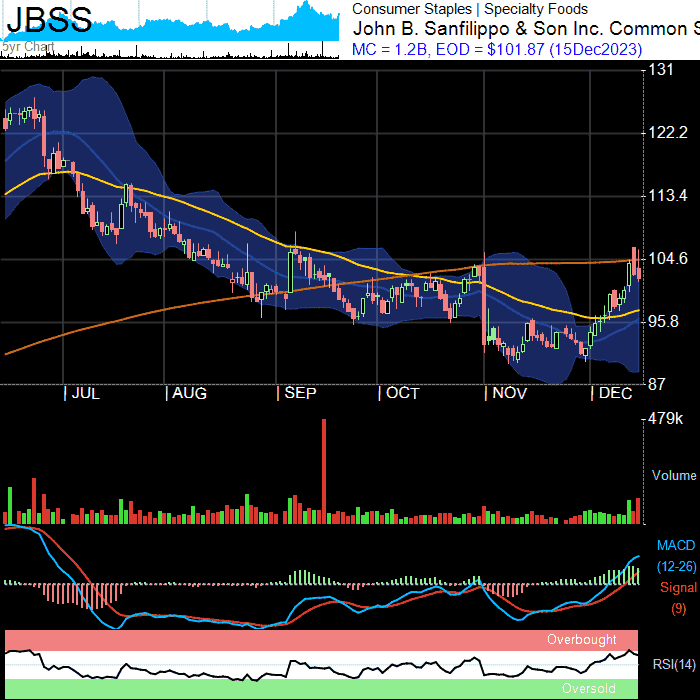 JBSS
5yr Chart
Consumer Staples | Specialty Foods
John B. Sanfilippo & Son Inc. Common S
MC = 1.2B, EOD = $101.87 (15Dec2023)
131
122.2
113.4
104.6
95.8
87
| JUL | AUG | SEP | OCT | NOV | DEC
479k
Volume
MACD
(12-26)
Signal
(9)
Overbought
RSI(14)
Oversold